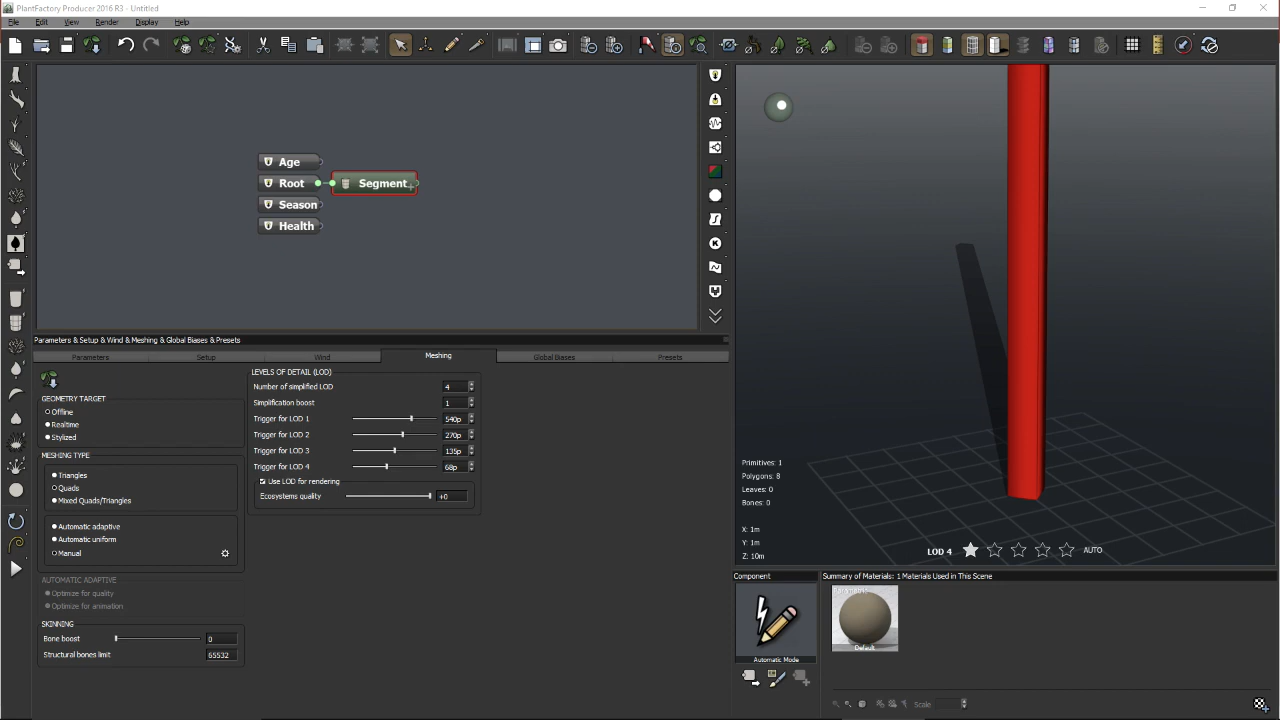 PlantFactory Producer 2016 R3 - Untitled
File Edit View Render Display Help
Age
Root
Segment
Season
Health
Parameters & Setup & Wind & Meshing & Global Biases & Presets
Parameters Setup Wind Meshing Global Biases Presets
GEOMETRY TARGET
Offline
Realtime
Stylized
MESHING TYPE
Triangles
Quads
Mixed Quads/Triangles
Automatic adaptive
Automatic uniform
Manual
AUTOMATIC ADAPTIVE
Optimize for quality
Optimize for animation
SKINNING
Bone boost 0
Structural bones limit 65532
LEVELS OF DETAIL (LOD)
Number of simplified LOD 4
Simplification boost 1
Trigger for LOD 1 540p
Trigger for LOD 2 270p
Trigger for LOD 3 135p
Trigger for LOD 4 68p
Use LOD for rendering
Ecosystems quality +0
Primitives: 1
Polygons: 8
Leaves: 0
Bones: 0
X: 1m
Y: 1m
Z: 10m
LOD 4 AUTO
Component
Automatic Mode
Summary of Materials: 1 Materials Used in This Scene
Default
Scale